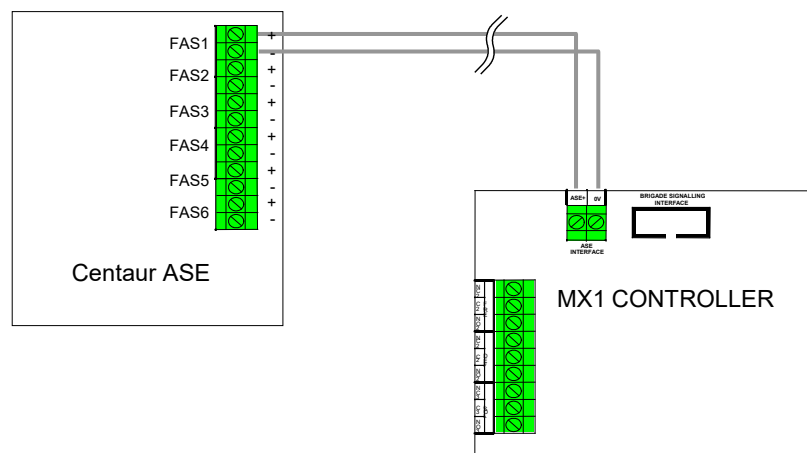 FAS1
FAS2
FAS3
FAS4
FAS5
FAS6
+
-
+
-
+
-
+
-
+
-
+
-
Centaur ASE
ASE+ 0V
ASE
INTERFACE
BRIGADE SIGNALLING
INTERFACE
MX1 CONTROLLER